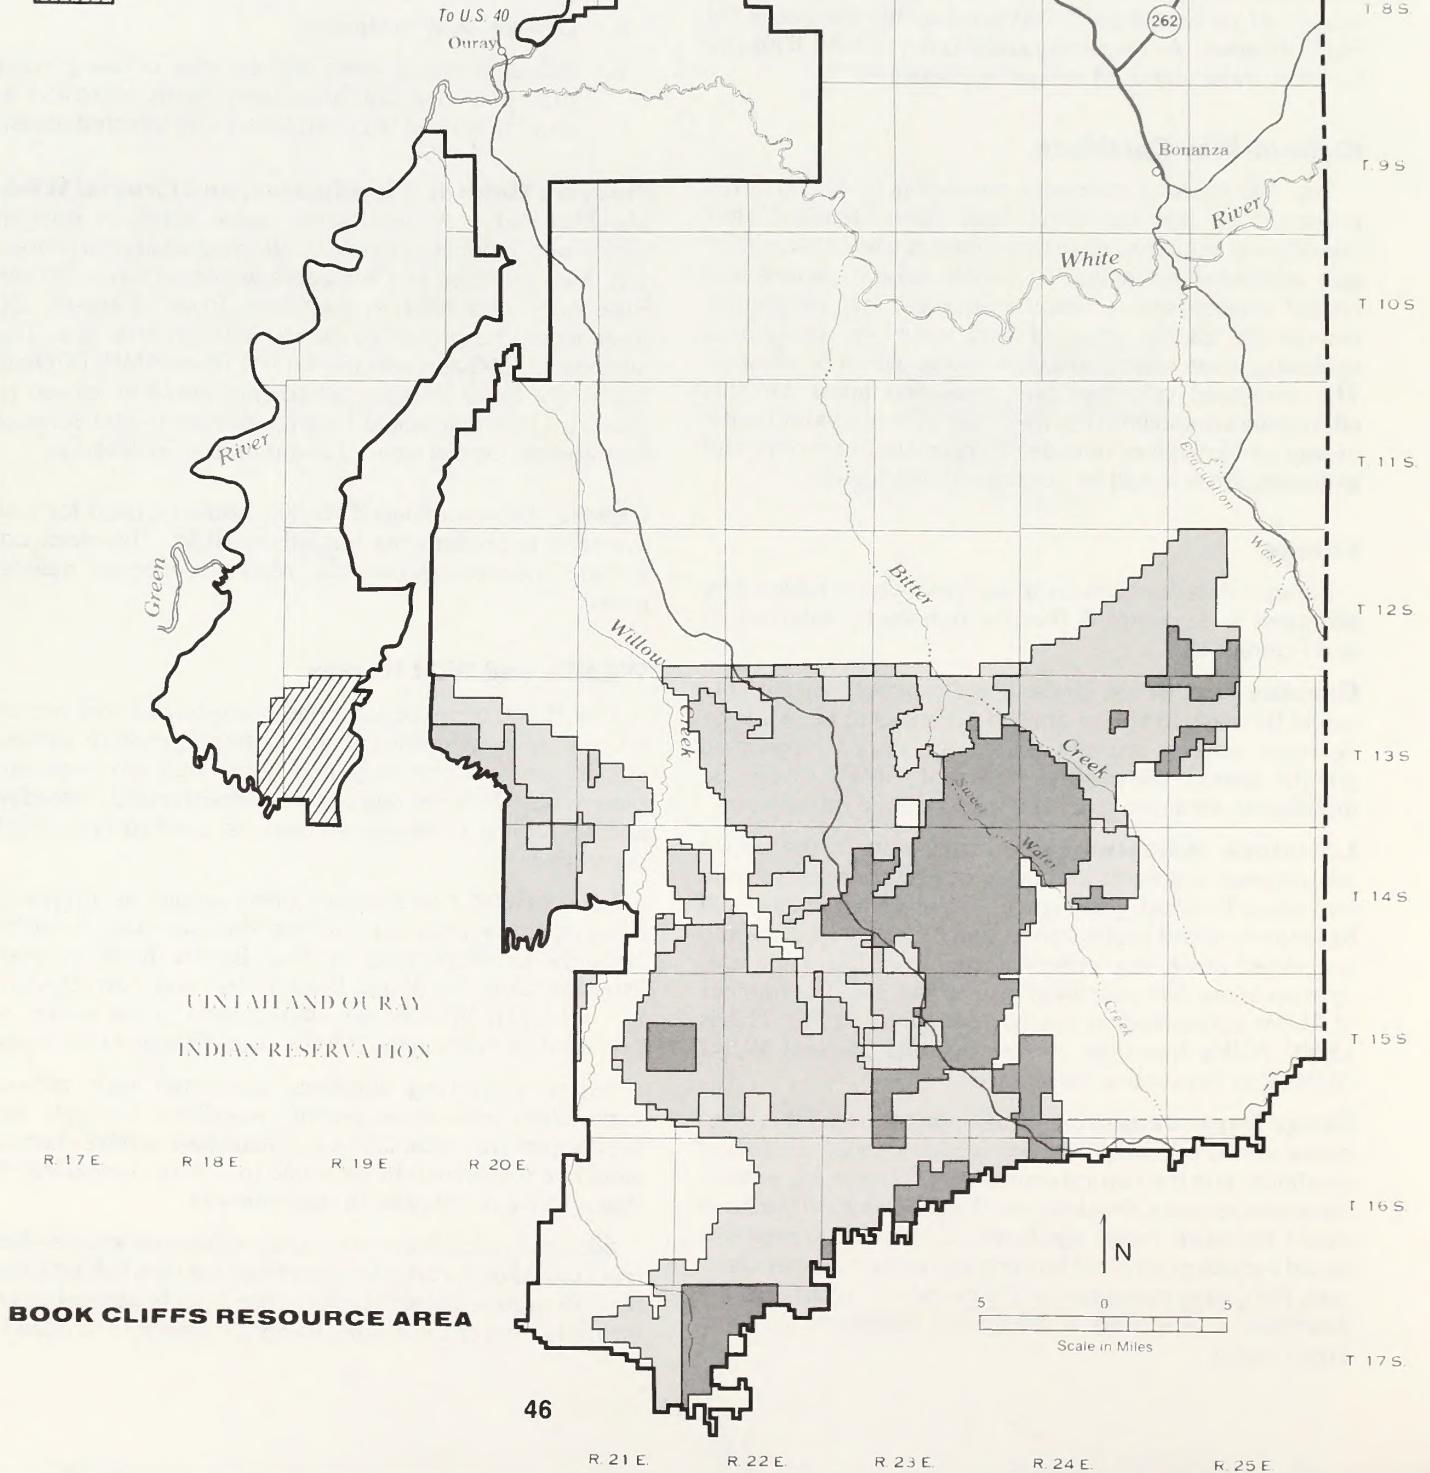 To U.S. 40
Ouray
262
T. 8 S.
Bonanza
T. 9 S.
River
White
T. 10 S
River
Evacuation
T. 11 S.
Wash
Green
Bitter
T. 12 S.
Willow
Creek
Creek
T. 13 S.
Sweet
Water
T. 14 S.
UINTAH AND OURAY
INDIAN RESERVATION
Creek
T. 15 S.
R. 17 E. R. 18 E. R. 19 E. R. 20 E.
T. 16 S.
N
BOOK CLIFFS RESOURCE AREA
5 0 5
Scale in Miles
T. 17 S.
46
R. 21 E. R. 22 E. R. 23 E. R. 24 E. R. 25 E.